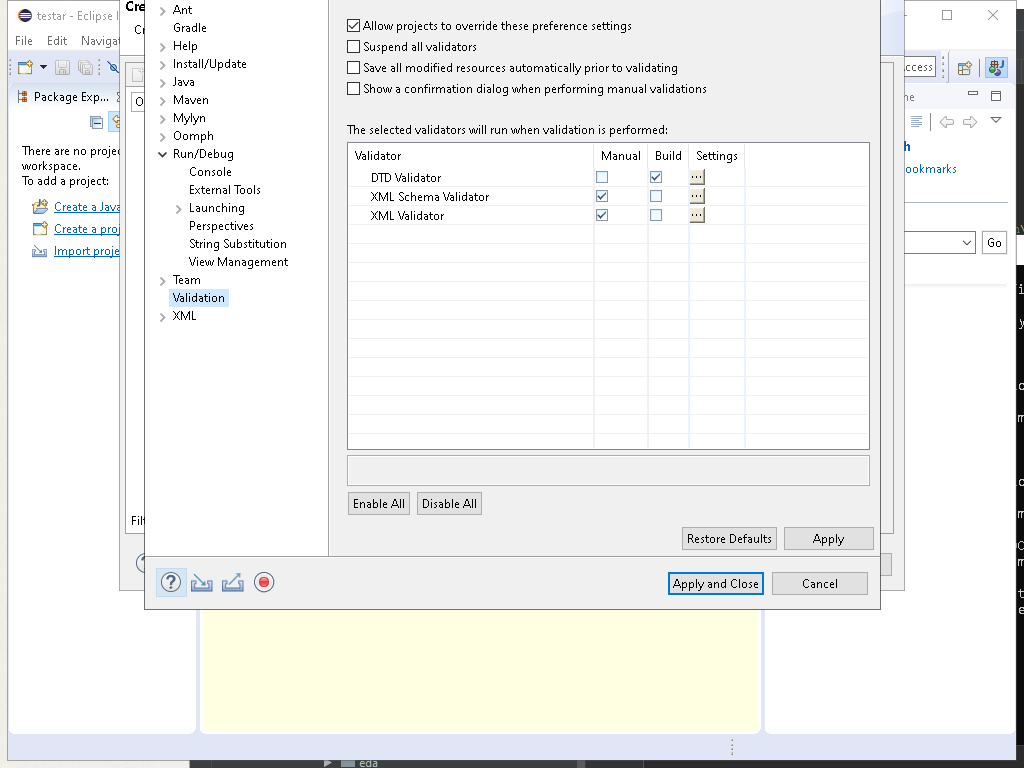 testar - Eclipse I
File Edit Navigat
Package Exp...
There are no projec
workspace.
To add a project:
Create a Java
Create a proj
Import proje
Cre
Cr
O
Filt
Ant
Gradle
Help
Install/Update
Java
Maven
Mylyn
Oomph
Run/Debug
Console
External Tools
Launching
Perspectives
String Substitution
View Management
Team
Validation
XML
Allow projects to override these preference settings
Suspend all validators
Save all modified resources automatically prior to validating
Show a confirmation dialog when performing manual validations
The selected validators will run when validation is performed:
Validator Manual Build Settings
DTD Validator
XML Schema Validator
XML Validator
Enable All Disable All
Restore Defaults Apply
Apply and Close Cancel
ccess
ne
h
ookmarks
Go
eda